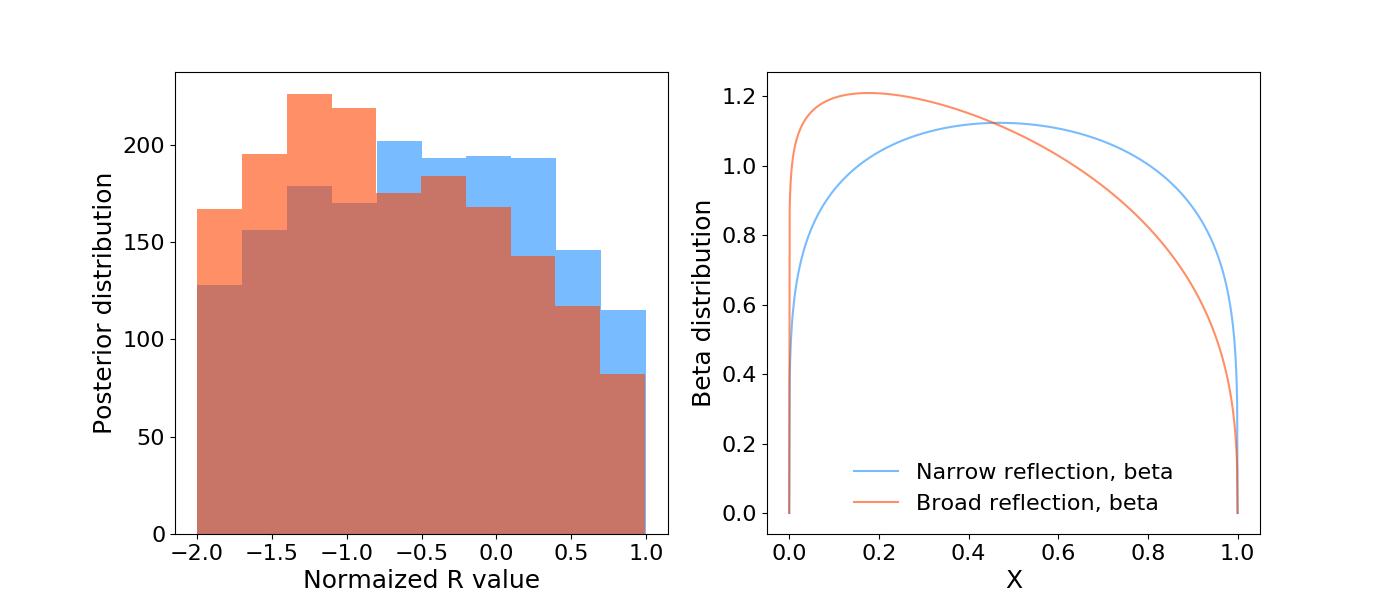 Posterior distribution
200
150
100
50
0
−2.0 −1.5 −1.0 −0.5 0.0 0.5 1.0
Normaized R value
Beta distribution
1.2
1.0
0.8
0.6
0.4
0.2
0.0
Narrow reflection, beta
Broad reflection, beta
0.0 0.2 0.4 0.6 0.8 1.0
X